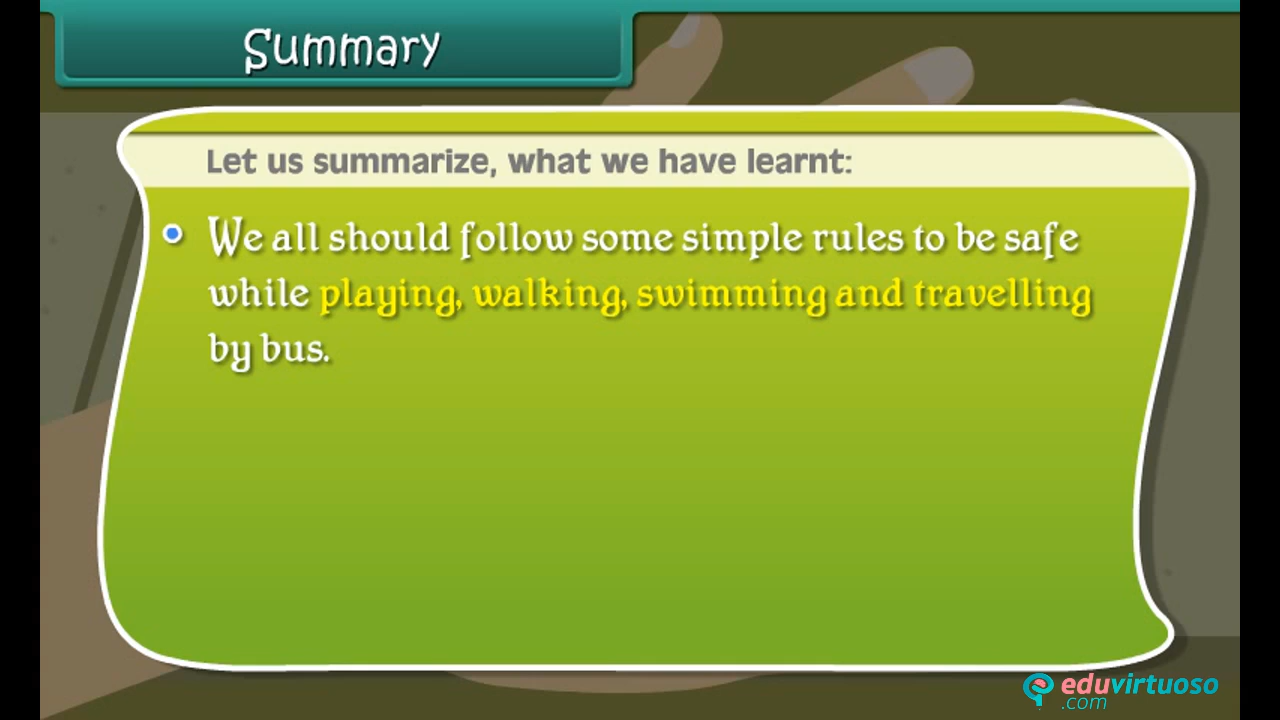 Summary
Let us summarize, what we have learnt:
We all should follow some simple rules to be safe
while playing, walking, swimming and travelling
by bus.
eduvirtuoso
.com